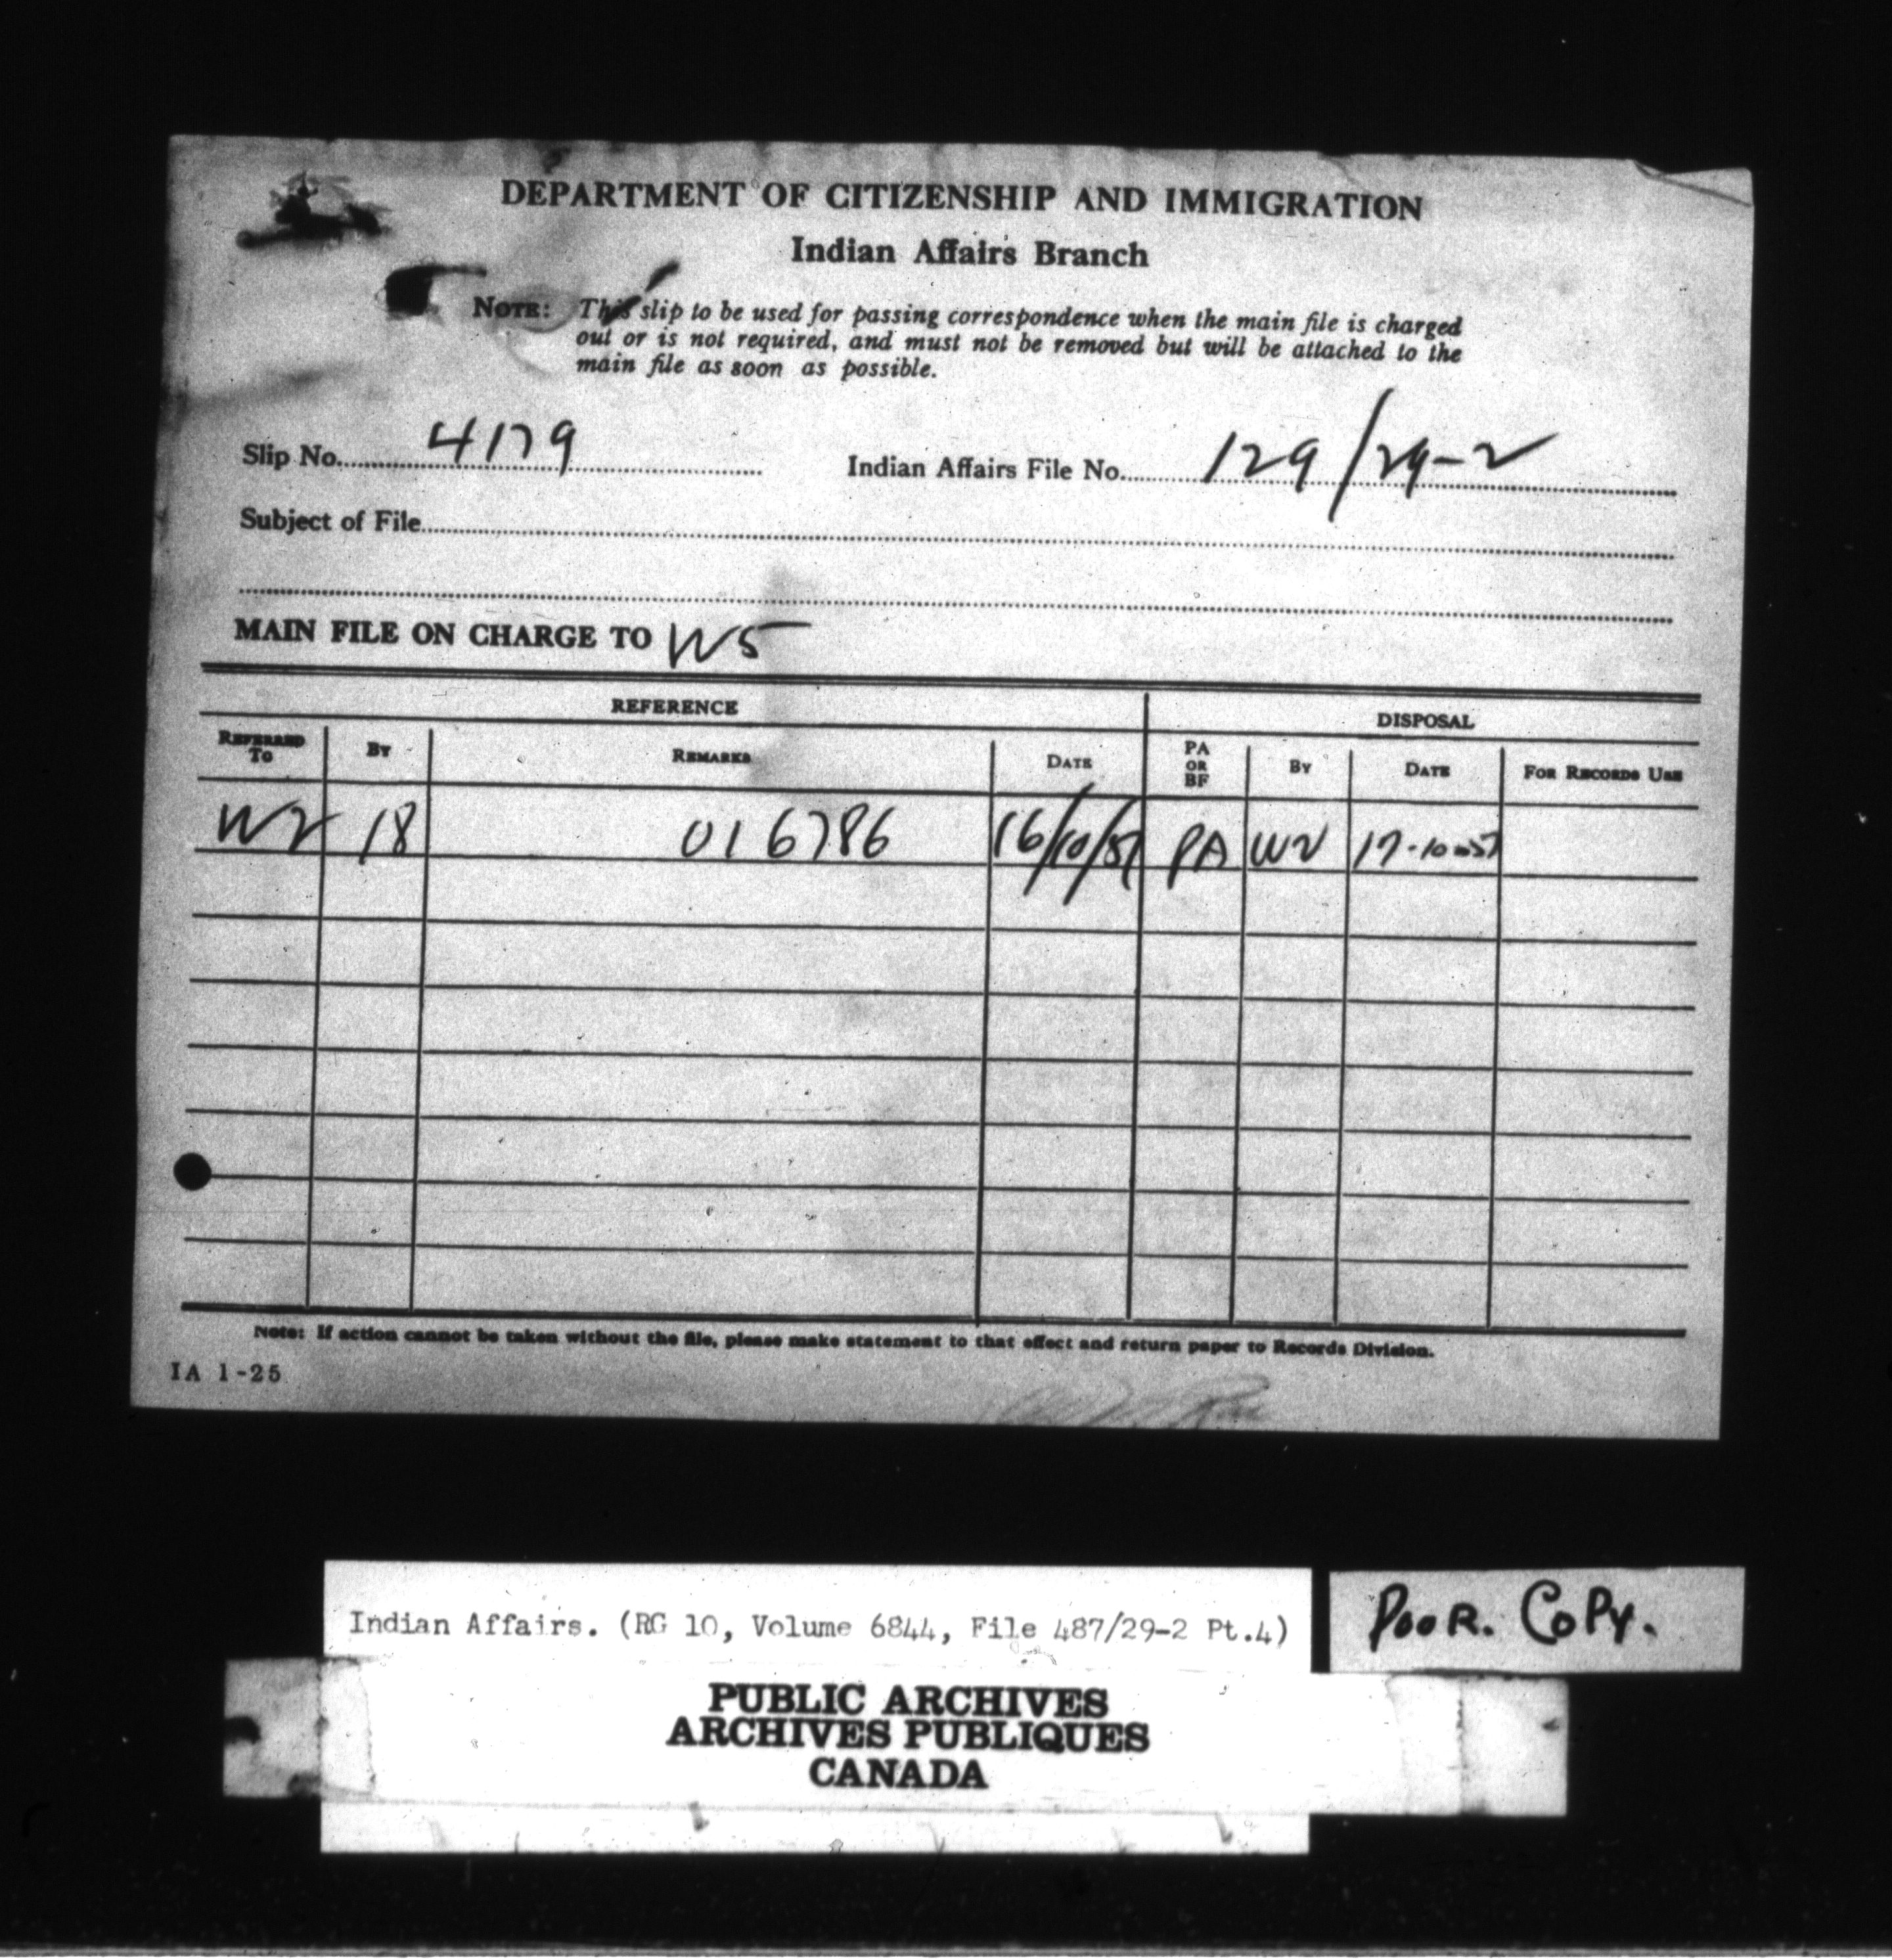 DEPARTMENT OF CITIZENSHIP AND IMMIGRATION
Indian Affairs Branch
NOTE: This slip to be used for passing correspondence when the main file is charged
out or is not required, and must not be removed but will be attached to the
main file as soon as possible.
Slip No. 4179 Indian Affairs File No. 129/29-2
Subject of File
MAIN FILE ON CHARGE TO W5
REFERENCE DISPOSAL
REFERRED TO BY REMARKS DATE PA OR BF BY DATE FOR RECORDS USE
W2 18 016786 16/10/57 PA W2 17-10-57
Note: If action cannot be taken without the file, please make statement to that effect and return paper to Records Division.
IA 1-25
Indian Affairs. (RG 10, Volume 6844, File 487/29-2 Pt.4)
POOR. COPY.
PUBLIC ARCHIVES
ARCHIVES PUBLIQUES
CANADA